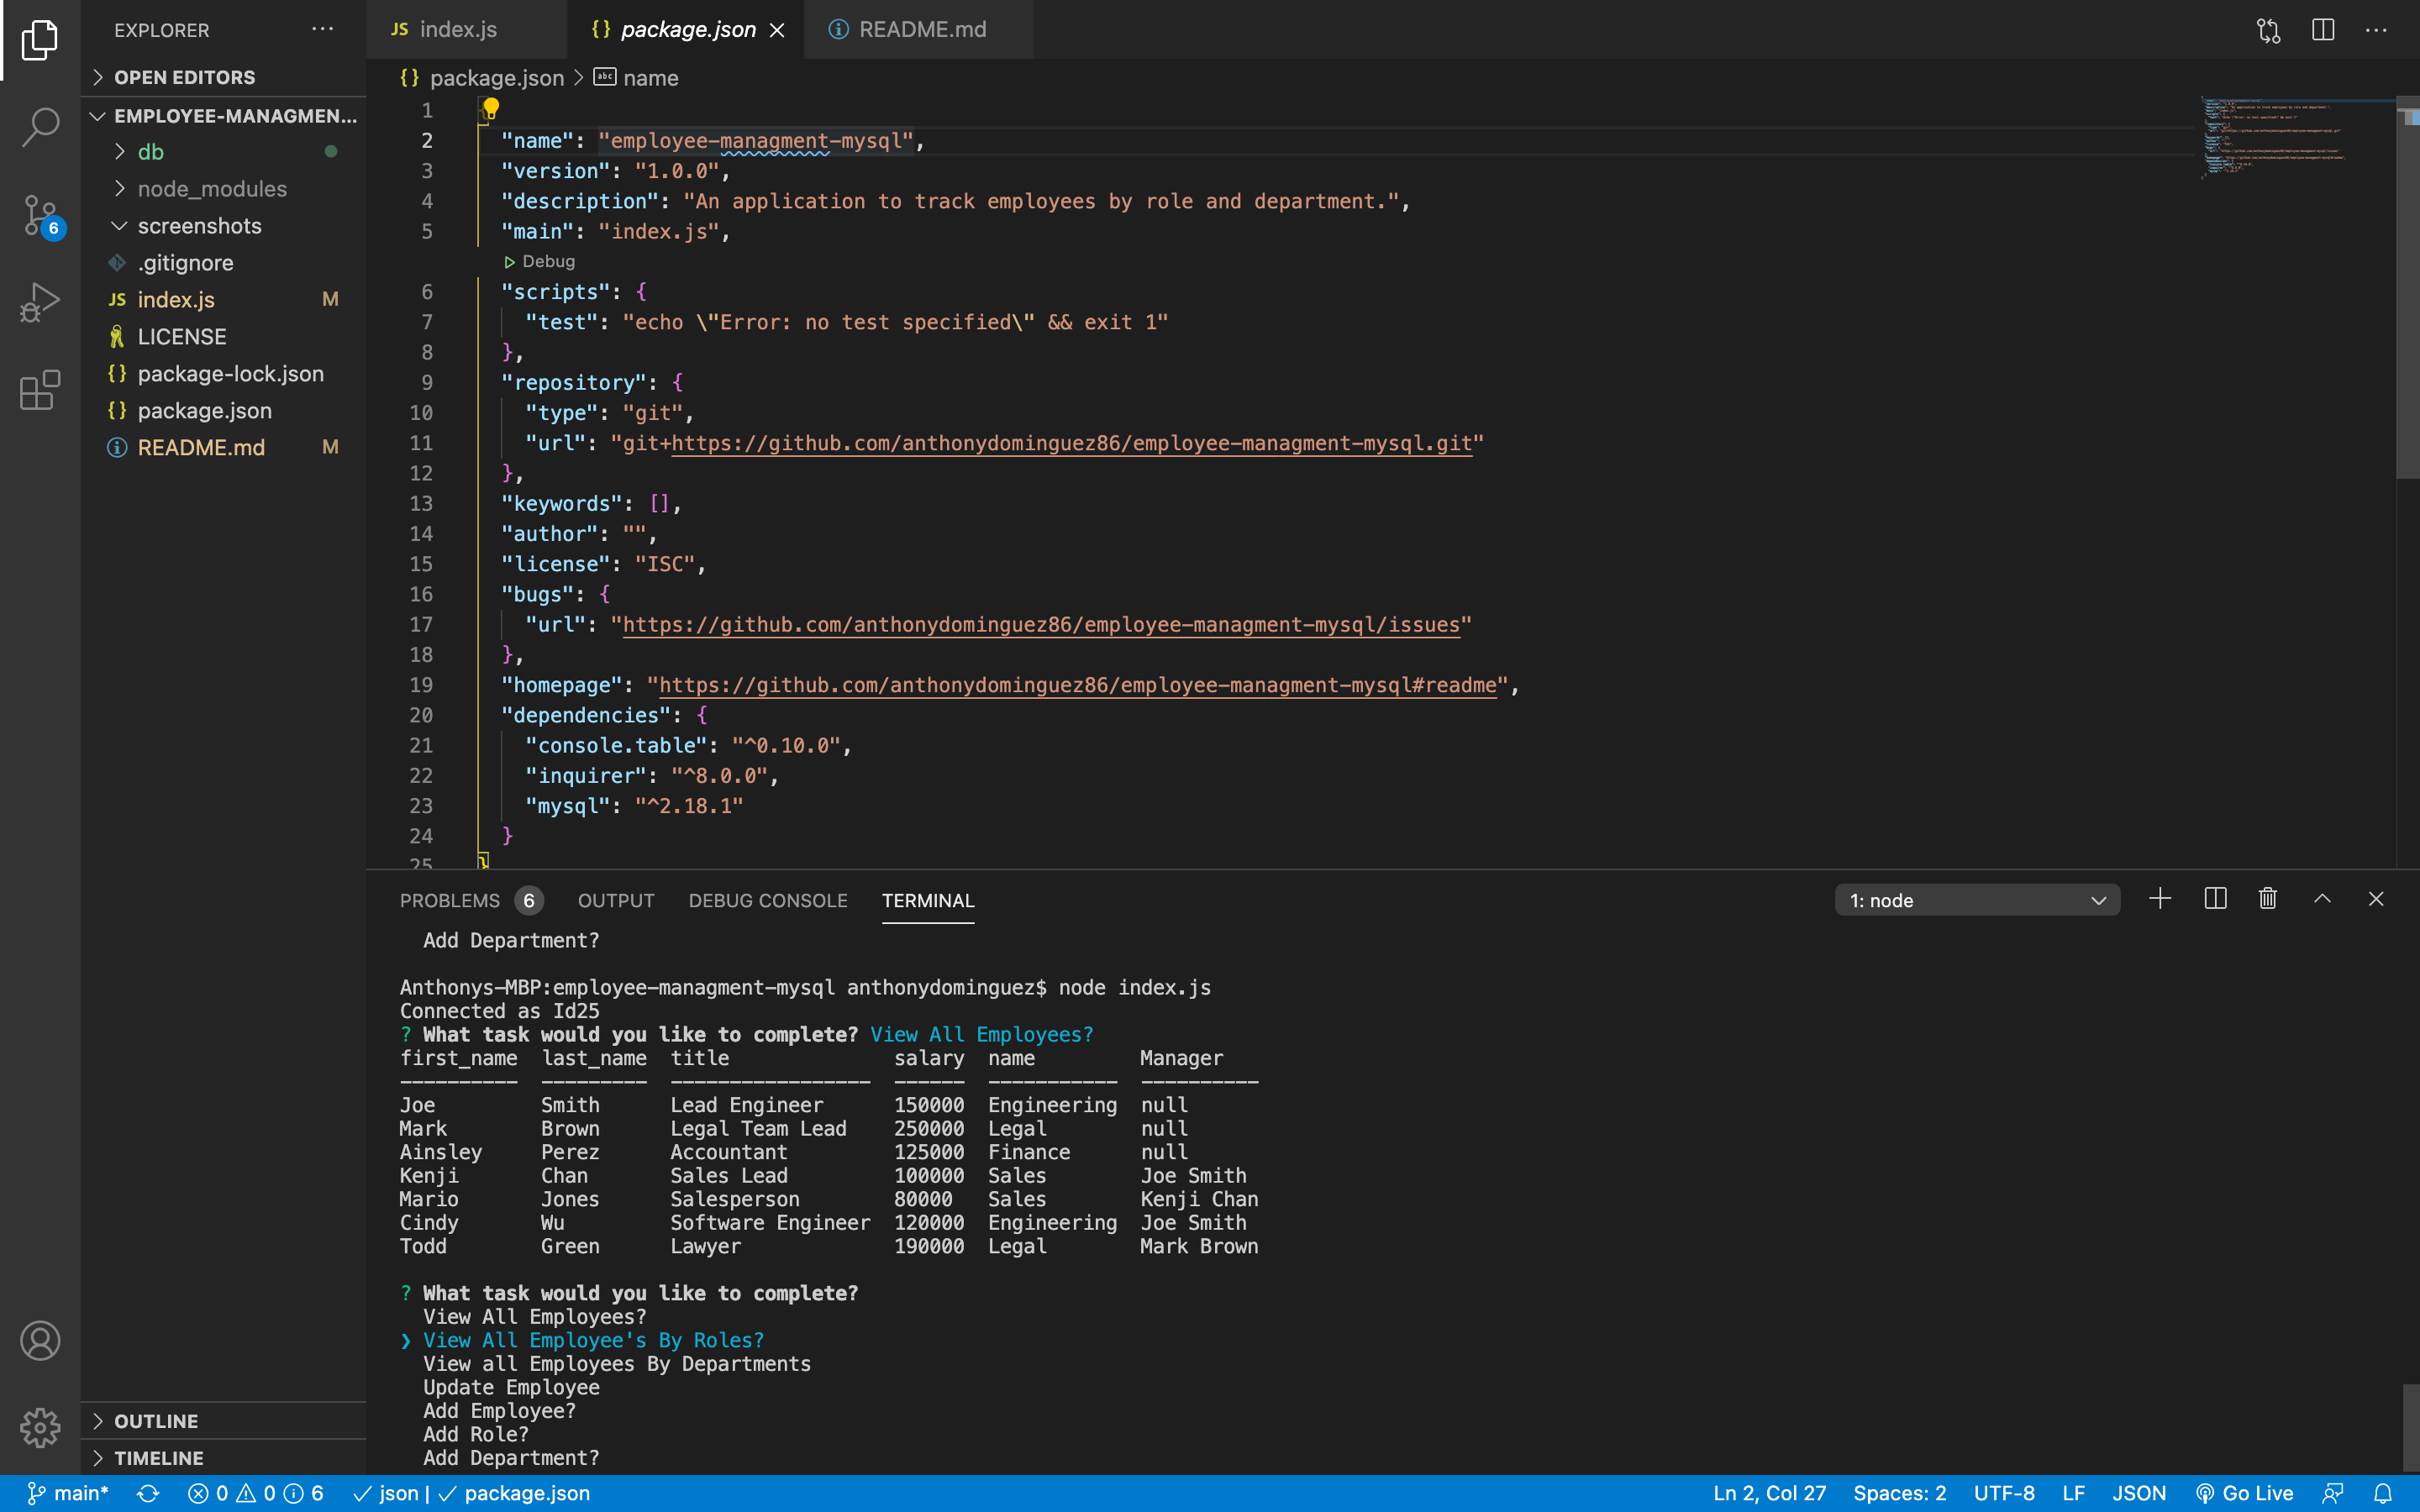 EXPLORER
OPEN EDITORS
EMPLOYEE-MANAGMEN...
db
node_modules
screenshots
.gitignore
JS index.js M
LICENSE
{} package-lock.json
{} package.json
README.md M
OUTLINE
TIMELINE
6
JS index.js
{} package.json
README.md
{} package.json > abc name
1 {
2 "name": "employee-managment-mysql",
3 "version": "1.0.0",
4 "description": "An application to track employees by role and department.",
5 "main": "index.js",
Debug
6 "scripts": {
7 "test": "echo \"Error: no test specified\" && exit 1"
8 },
9 "repository": {
10 "type": "git",
11 "url": "git+https://github.com/anthonydominguez86/employee-managment-mysql.git"
12 },
13 "keywords": [],
14 "author": "",
15 "license": "ISC",
16 "bugs": {
17 "url": "https://github.com/anthonydominguez86/employee-managment-mysql/issues"
18 },
19 "homepage": "https://github.com/anthonydominguez86/employee-managment-mysql#readme",
20 "dependencies": {
21 "console.table": "^0.10.0",
22 "inquirer": "^8.0.0",
23 "mysql": "^2.18.1"
24 }
25 }
PROBLEMS 6 OUTPUT DEBUG CONSOLE TERMINAL 1: node
Add Department?
Anthonys-MBP:employee-managment-mysql anthonydominguez$ node index.js
Connected as Id25
? What task would you like to complete? View All Employees?
first_name last_name title salary name Manager
---------- --------- ----------------- ------ ----------- ----------
Joe Smith Lead Engineer 150000 Engineering null
Mark Brown Legal Team Lead 250000 Legal null
Ainsley Perez Accountant 125000 Finance null
Kenji Chan Sales Lead 100000 Sales Joe Smith
Mario Jones Salesperson 80000 Sales Kenji Chan
Cindy Wu Software Engineer 120000 Engineering Joe Smith
Todd Green Lawyer 190000 Legal Mark Brown
? What task would you like to complete?
View All Employees?
❯ View All Employee's By Roles?
View all Employees By Departments
Update Employee
Add Employee?
Add Role?
Add Department?
main* 0 0 6 json | package.json Ln 2, Col 27 Spaces: 2 UTF-8 LF JSON Go Live